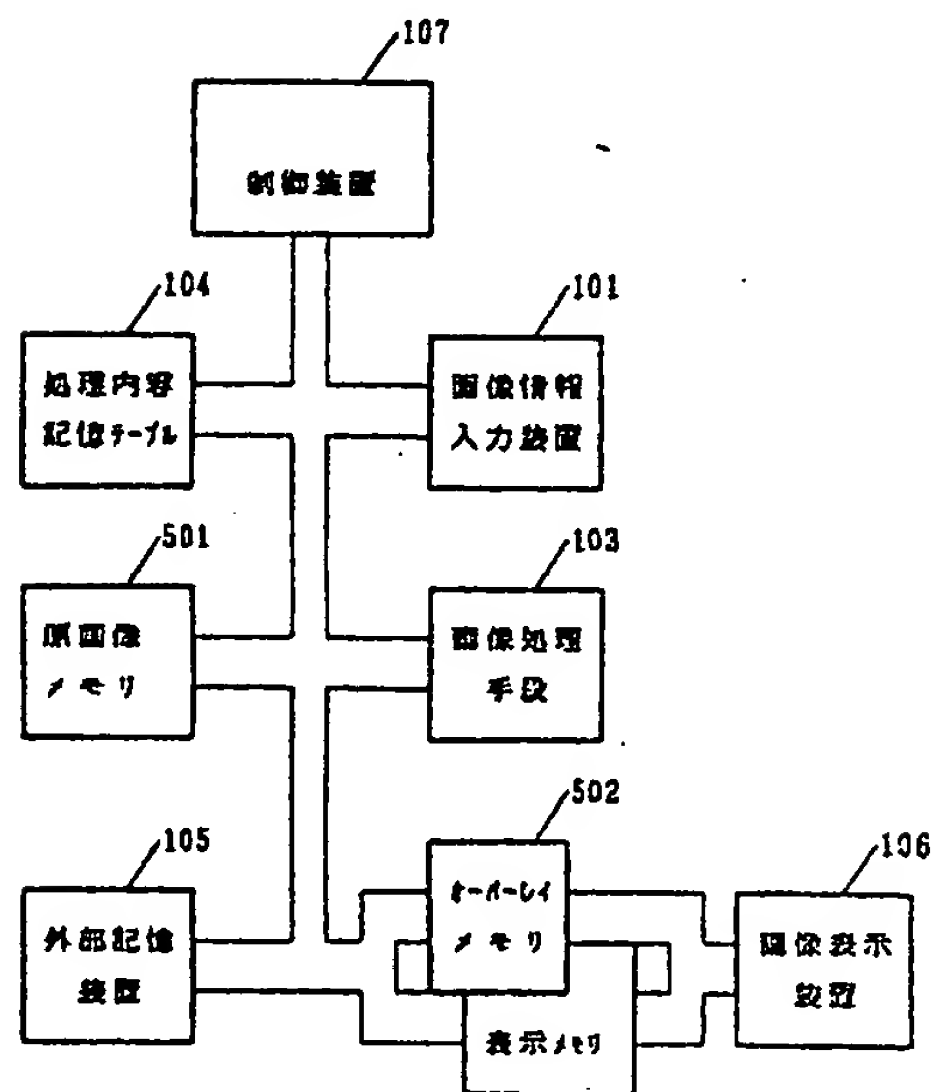 107
制御装置
104
処理内容
記憶テーブル
101
画像情報
入力装置
501
原画像
メモリ
103
画像処理
手段
105
外部記憶
装置
502
オーバーレイ
メモリ
表示メモリ
106
画像表示
装置